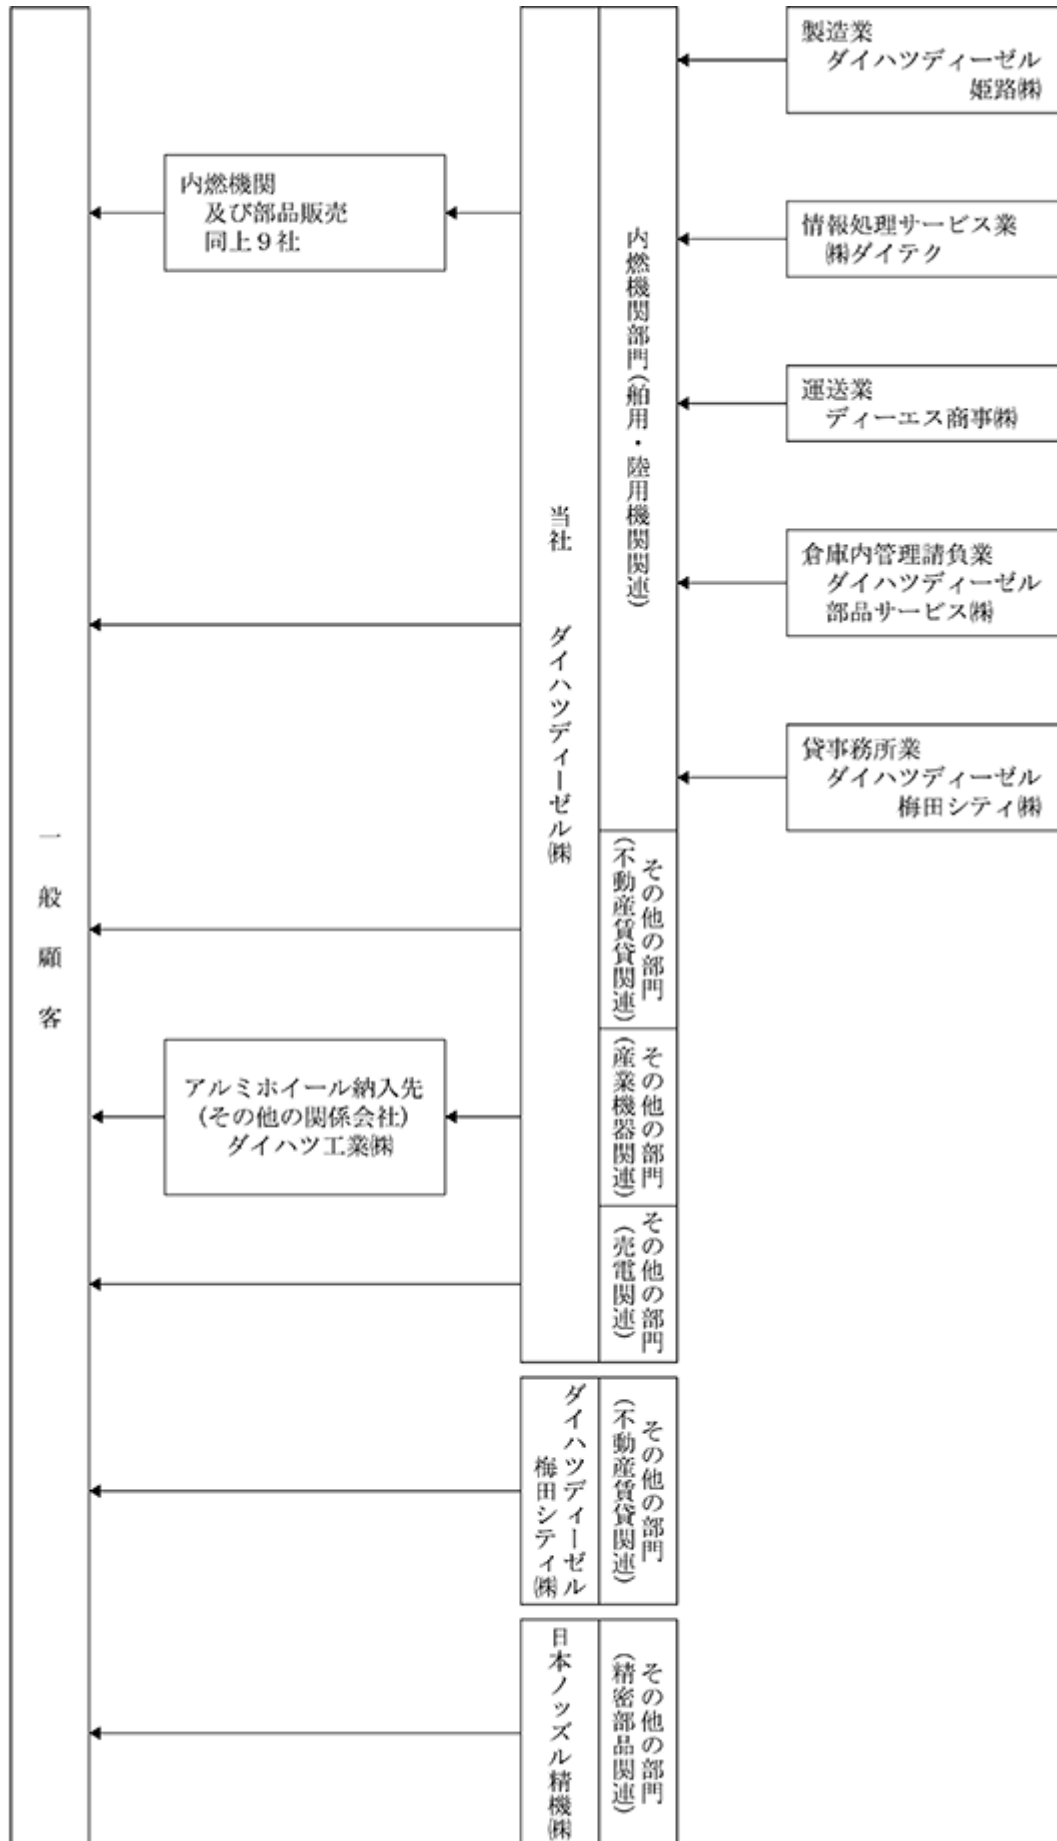 一般顧客
内燃機関
及び部品販売
同上9社
アルミホイール納入先
(その他の関係会社)
ダイハツ工業㈱
当社 ダイハツディーゼル㈱
内燃機関部門(舶用・陸用機関関連)
その他の部門
(不動産賃貸関連)
その他の部門
(産業機器関連)
その他の部門
(売電関連)
ダイハツディーゼル
梅田シティ㈱
その他の部門
(不動産賃貸関連)
日本ノッズル精機㈱
その他の部門
(精密部品関連)
製造業
ダイハツディーゼル
姫路㈱
情報処理サービス業
㈱ダイテク
運送業
ディーエス商事㈱
倉庫内管理請負業
ダイハツディーゼル
部品サービス㈱
貸事務所業
ダイハツディーゼル
梅田シティ㈱